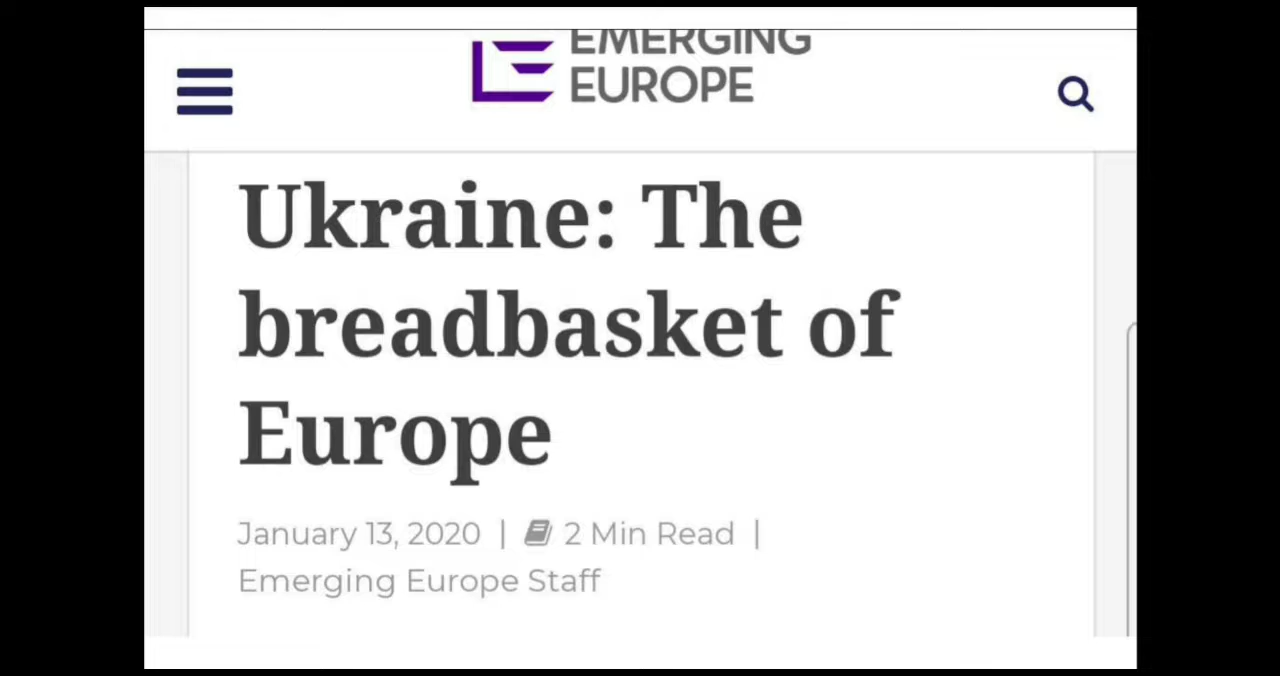 EMERGING
EUROPE
Ukraine: The
breadbasket of
Europe
January 13, 2020 | 2 Min Read |
Emerging Europe Staff